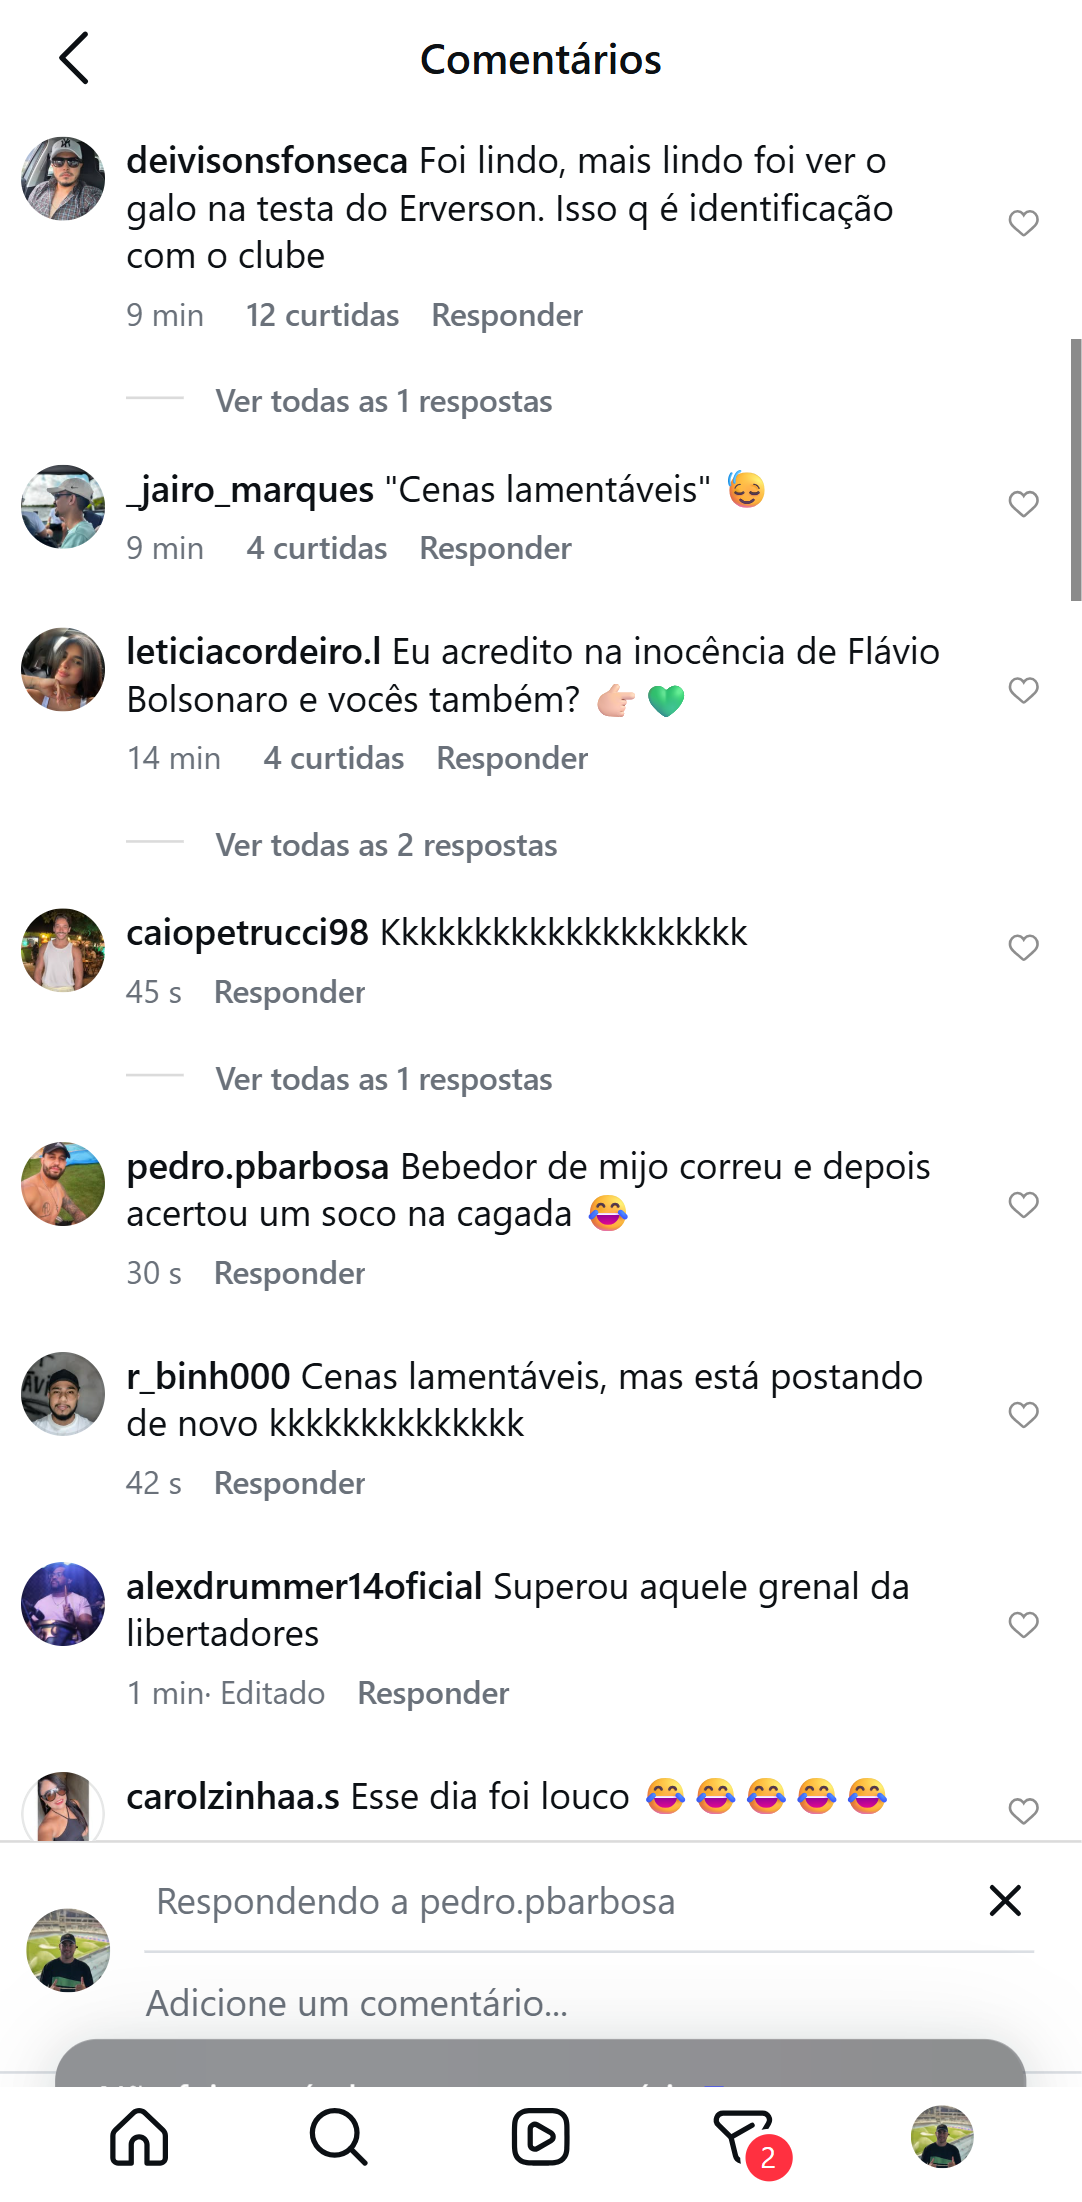 Comentários
deivisonsfonseca Foi lindo, mais lindo foi ver o
galo na testa do Erverson. Isso q é identificação
com o clube
9 min 12 curtidas Responder
Ver todas as 1 respostas
_jairo_marques "Cenas lamentáveis" 😅
9 min 4 curtidas Responder
leticiacordeiro.l Eu acredito na inocência de Flávio
Bolsonaro e vocês também? 👉🏻 💚
14 min 4 curtidas Responder
Ver todas as 2 respostas
caiopetrucci98 Kkkkkkkkkkkkkkkkkkkk
45 s Responder
Ver todas as 1 respostas
pedro.pbarbosa Bebedor de mijo correu e depois
acertou um soco na cagada 😂
30 s Responder
r_binh000 Cenas lamentáveis, mas está postando
de novo kkkkkkkkkkkkkk
42 s Responder
alexdrummer14oficial Superou aquele grenal da
libertadores
1 min· Editado Responder
carolzinhaa.s Esse dia foi louco 😂 😂 😂 😂 😂
Respondendo a pedro.pbarbosa
Adicione um comentário...
2